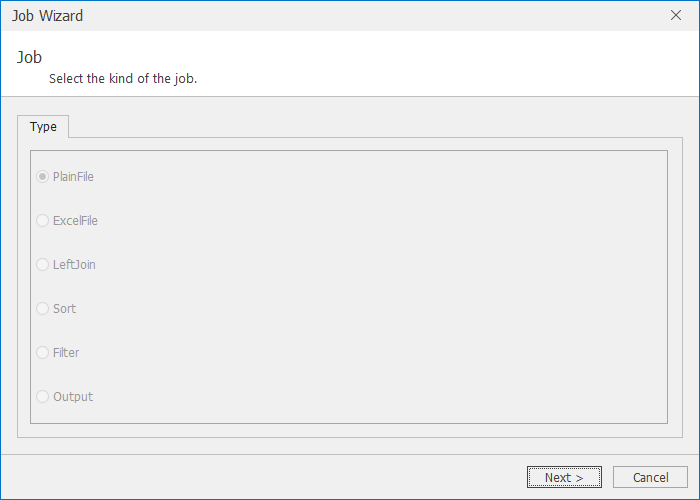 Job Wizard
Job
Select the kind of the job.
Type
PlainFile
ExcelFile
LeftJoin
Sort
Filter
Output
Next >
Cancel